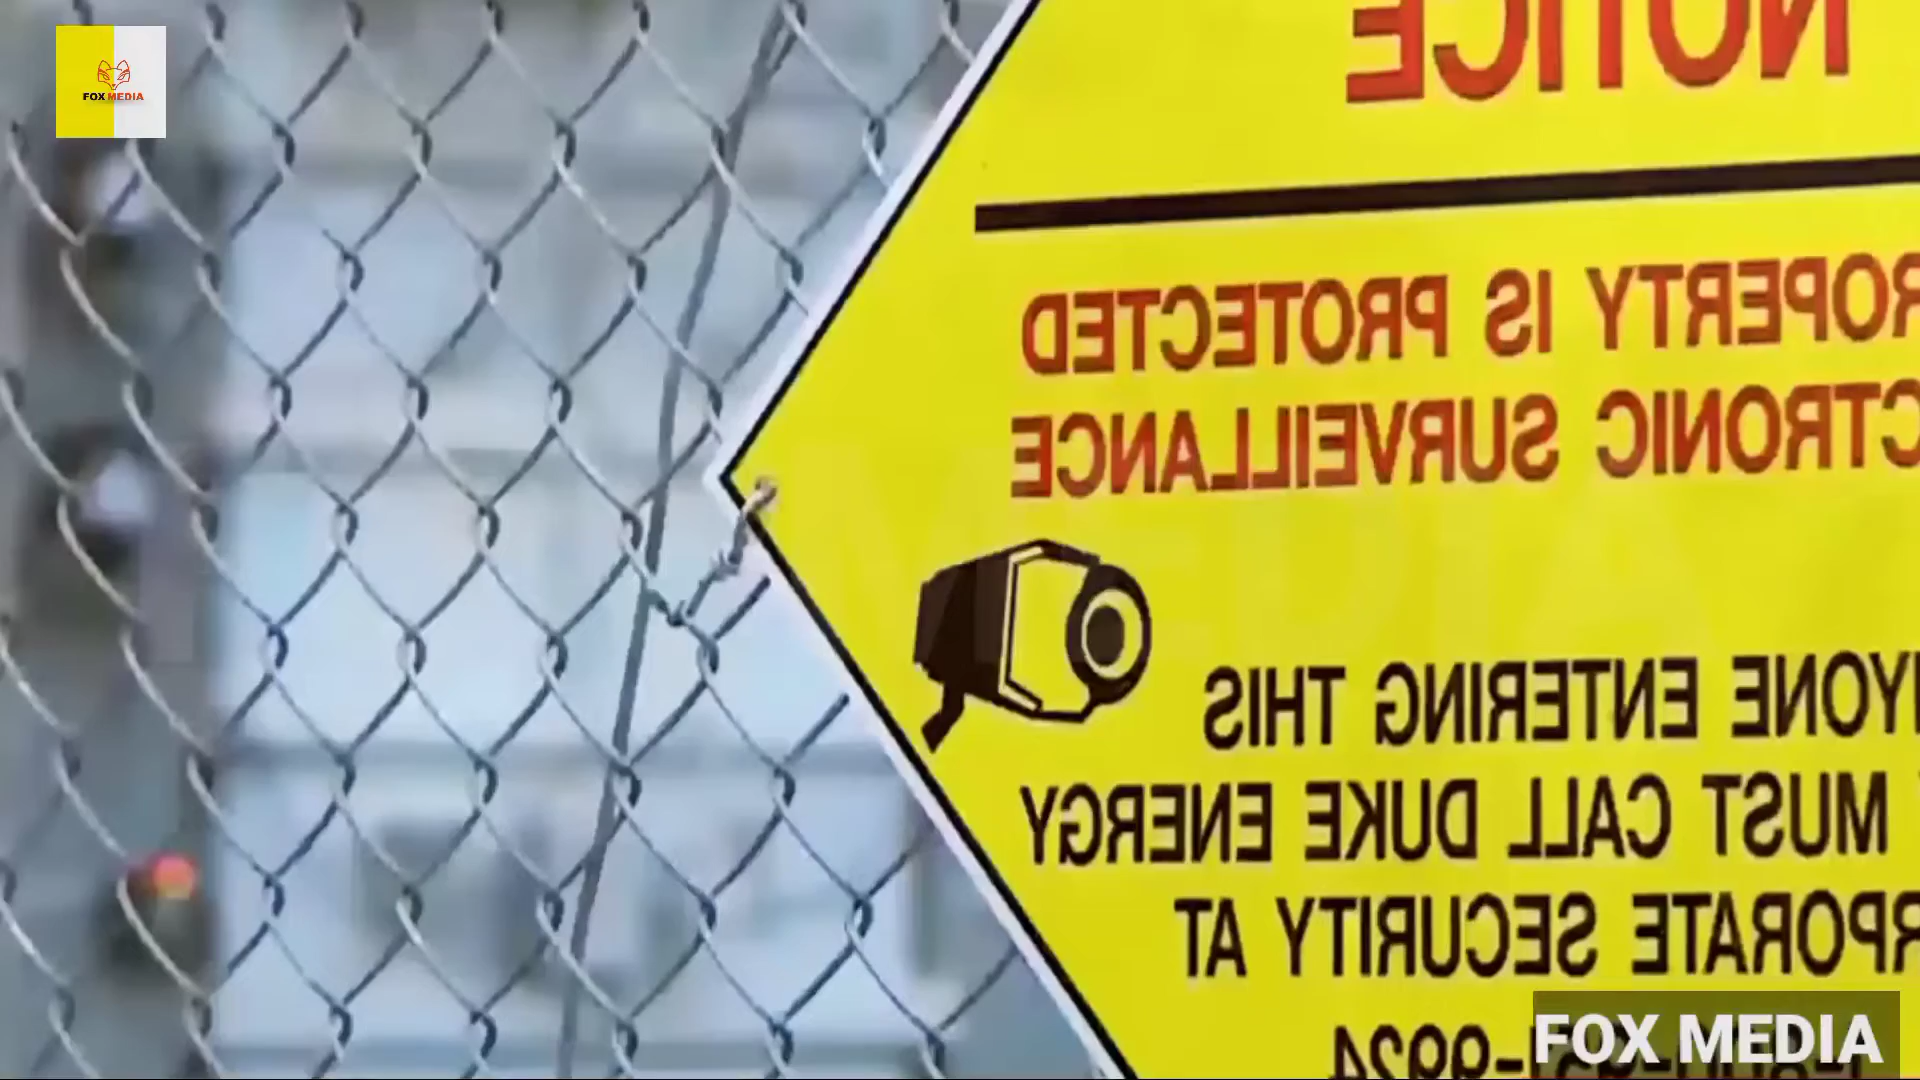 FOX MEDIA
NOTICE
ROPERTY IS PROTECTED
CTRONIC SURVEILLANCE
NYONE ENTERING THIS
MUST CALL DUKE ENERGY
RPORATE SECURITY AT
FOX MEDIA